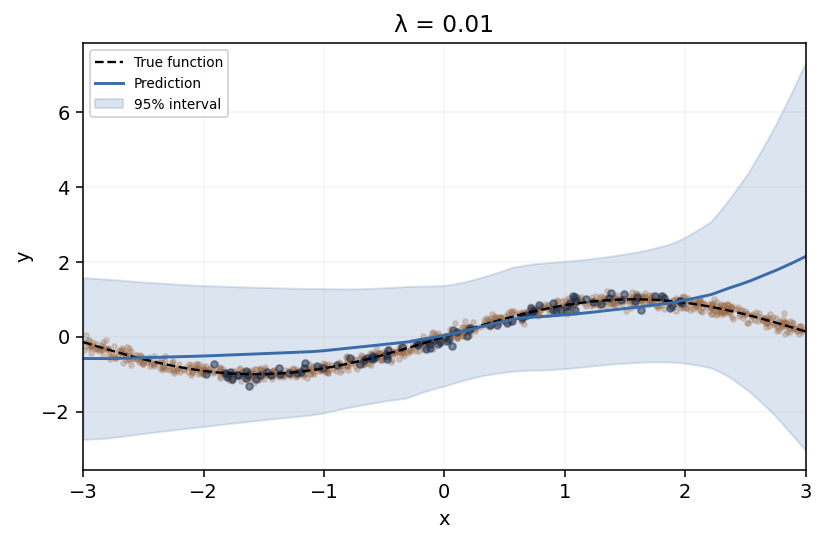 λ = 0.01
True function
Prediction
95% interval
y
6
4
2
0
−2
−3
−2
−1
0
1
2
3
x